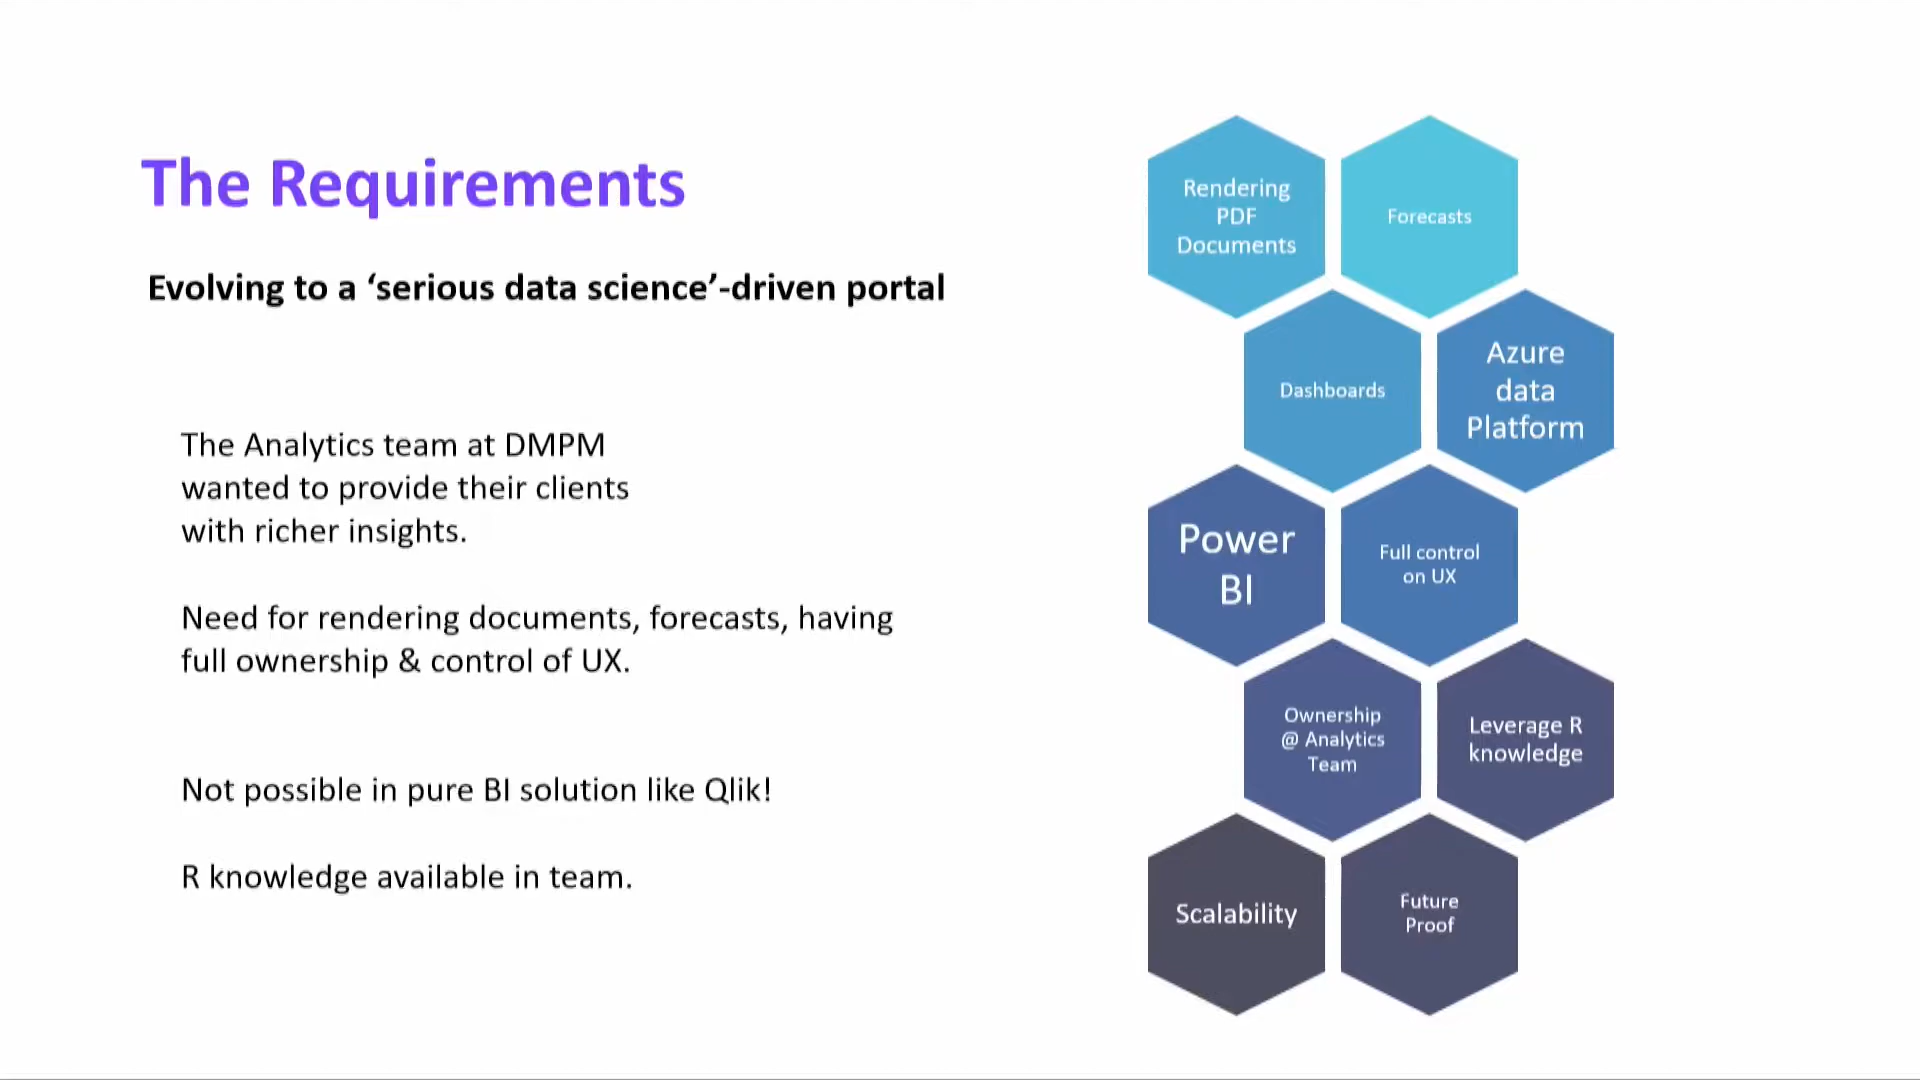 The Requirements
Evolving to a ‘serious data science’-driven portal
The Analytics team at DMPM
wanted to provide their clients
with richer insights.
Need for rendering documents, forecasts, having
full ownership & control of UX.
Not possible in pure BI solution like Qlik!
R knowledge available in team.
Rendering
PDF
Documents
Forecasts
Dashboards
Azure
data
Platform
Power
BI
Full control
on UX
Ownership
@ Analytics
Team
Leverage R
knowledge
Scalability
Future
Proof